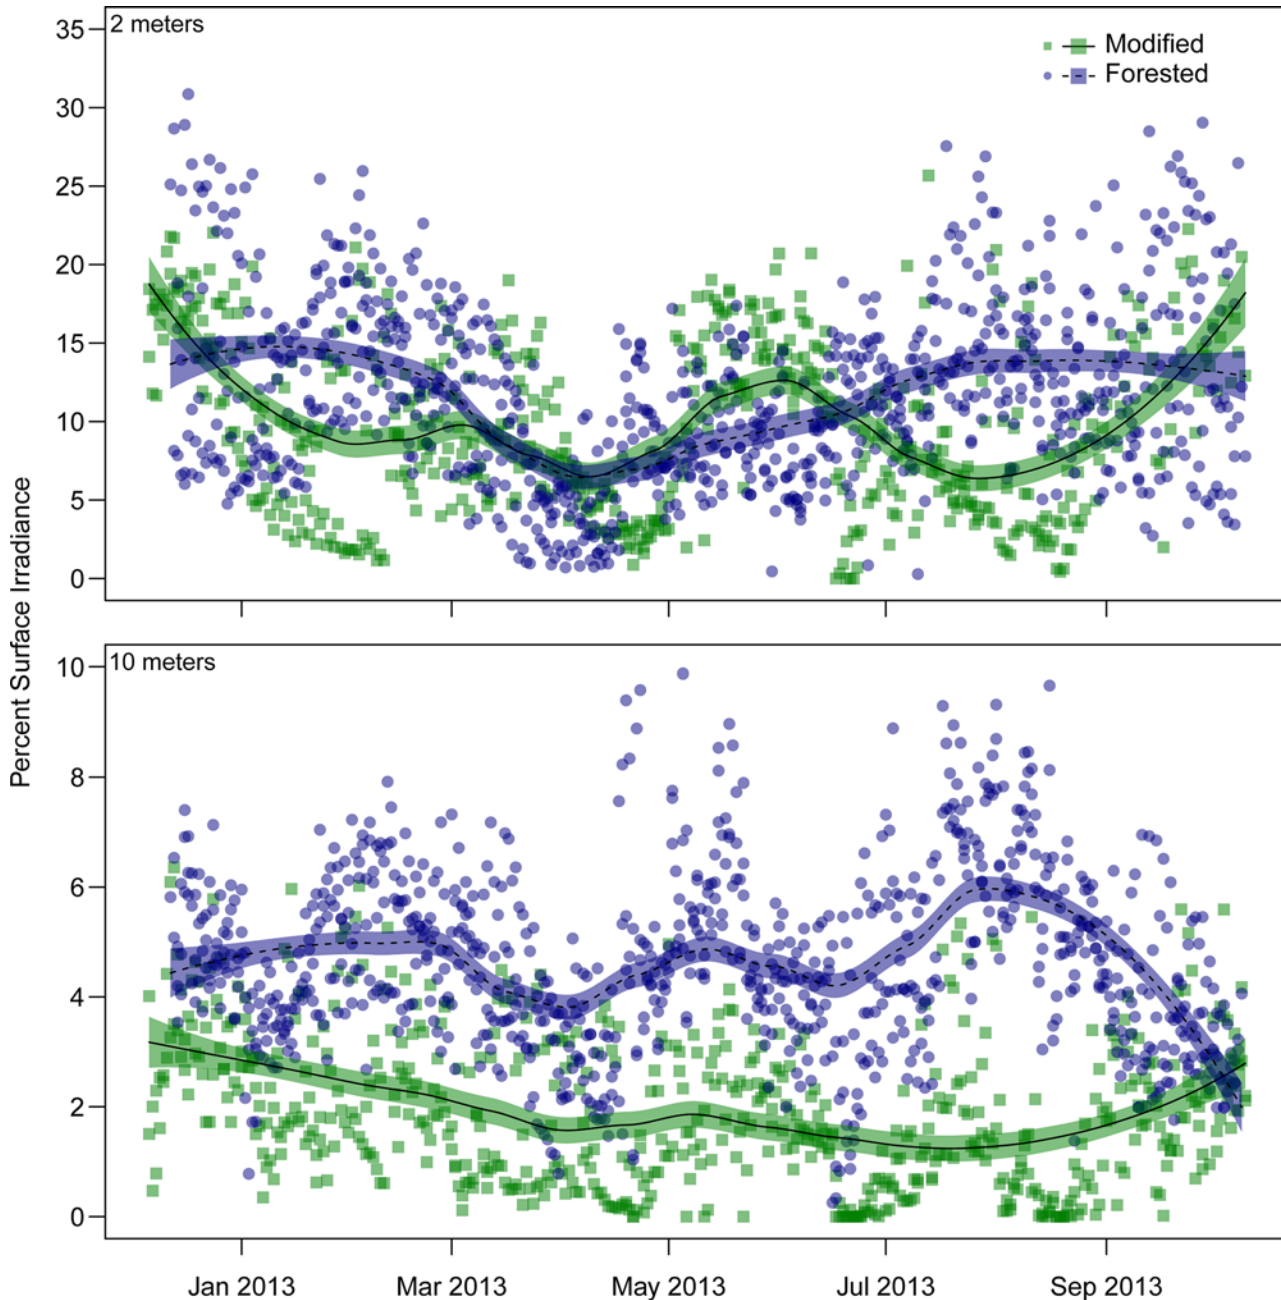 2 meters
Modified
Forested
35
30
25
20
15
10
5
0
Percent Surface Irradiance
10 meters
10
8
6
4
2
0
Jan 2013 Mar 2013 May 2013 Jul 2013 Sep 2013